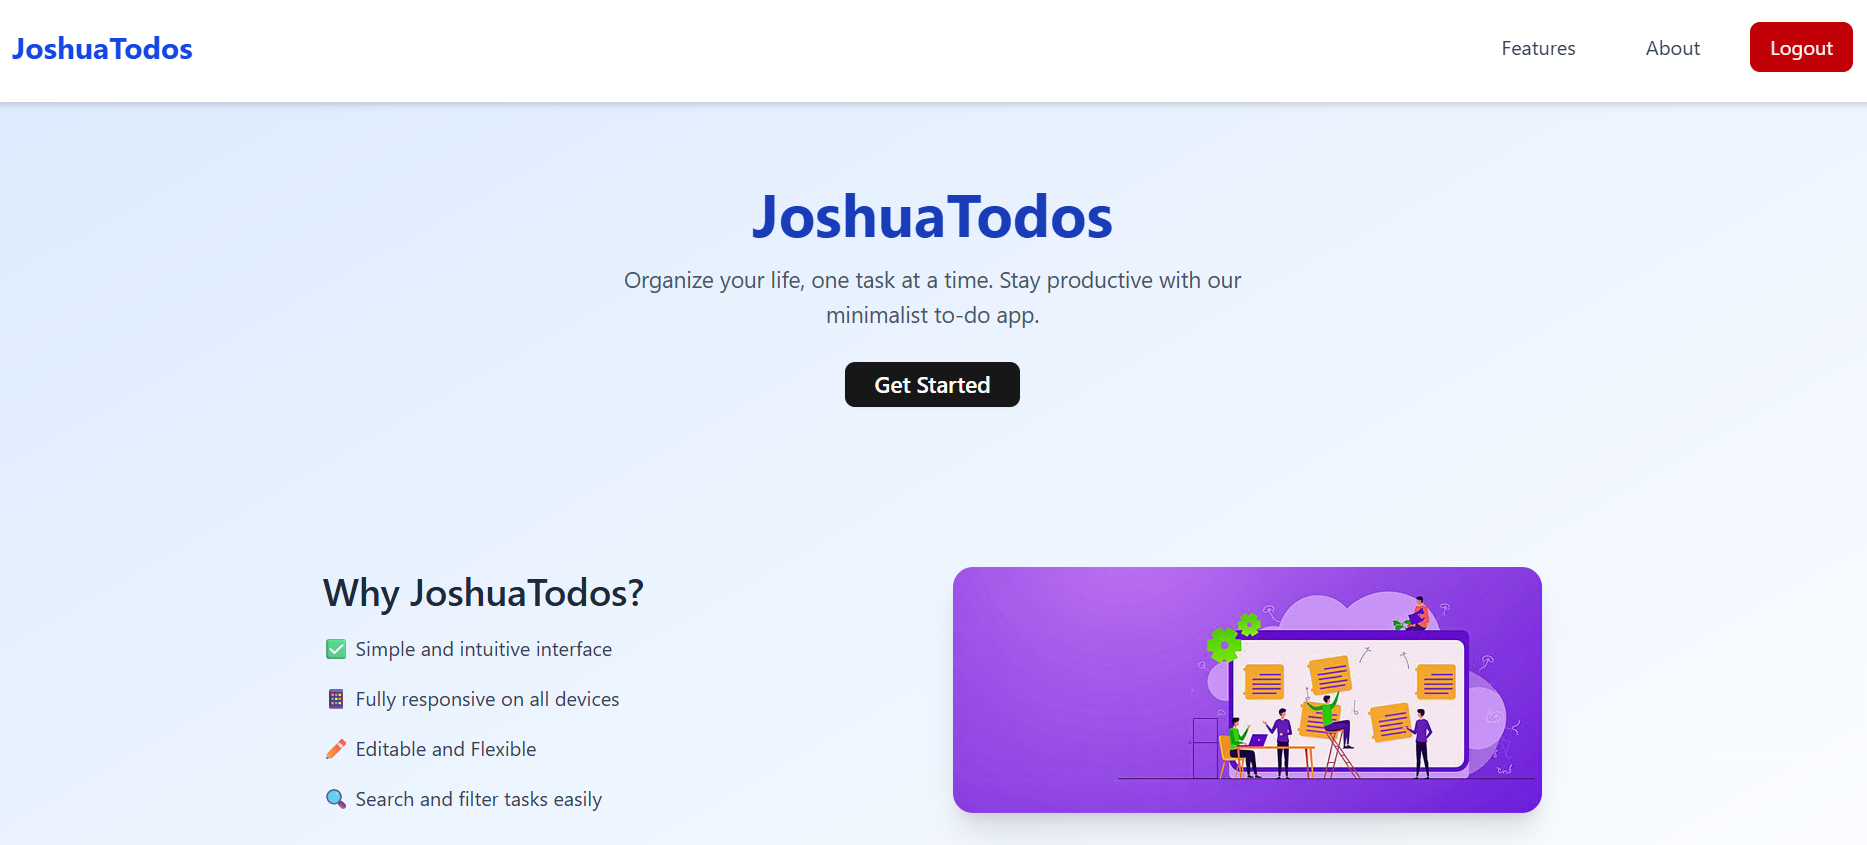 JoshuaTodos
Features
About
Logout
JoshuaTodos
Organize your life, one task at a time. Stay productive with our
minimalist to-do app.
Get Started
Why JoshuaTodos?
✅ Simple and intuitive interface
📱 Fully responsive on all devices
✏️ Editable and Flexible
🔍 Search and filter tasks easily